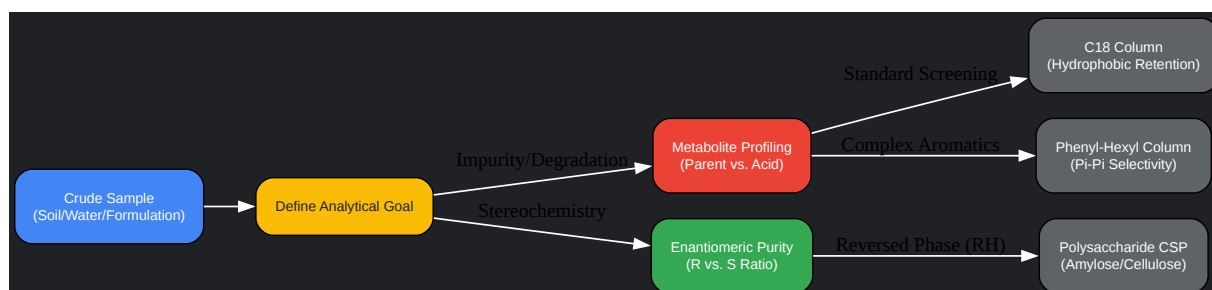 Crude Sample
(Soil/Water/Formulation)
Define Analytical Goal
Impurity/Degradation
Stereochemistry
Metabolite Profiling
(Parent vs. Acid)
Enantiomeric Purity
(R vs. S Ratio)
Standard Screening
Complex Aromatics
Reversed Phase (RH)
C18 Column
(Hydrophobic Retention)
Phenyl-Hexyl Column
(Pi-Pi Selectivity)
Polysaccharide CSP
(Amylose/Cellulose)